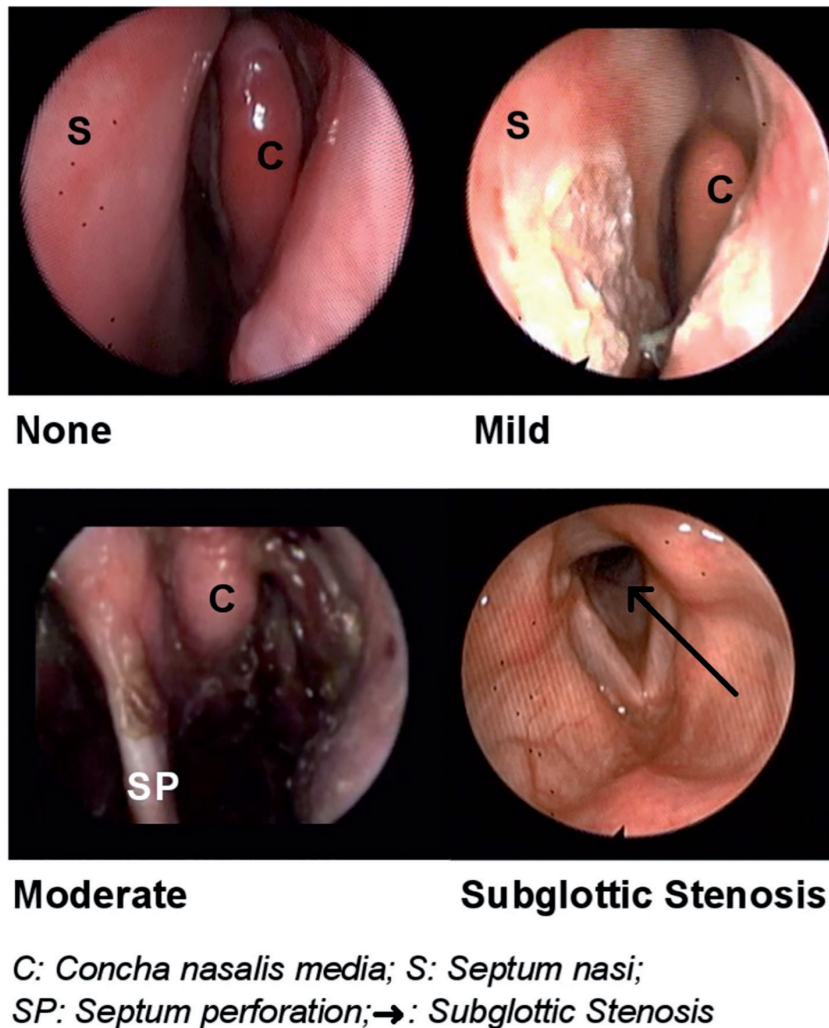 S C S C
None Mild
C SP
Moderate Subglottic Stenosis
C: Concha nasalis media; S: Septum nasi;
SP: Septum perforation;→: Subglottic Stenosis